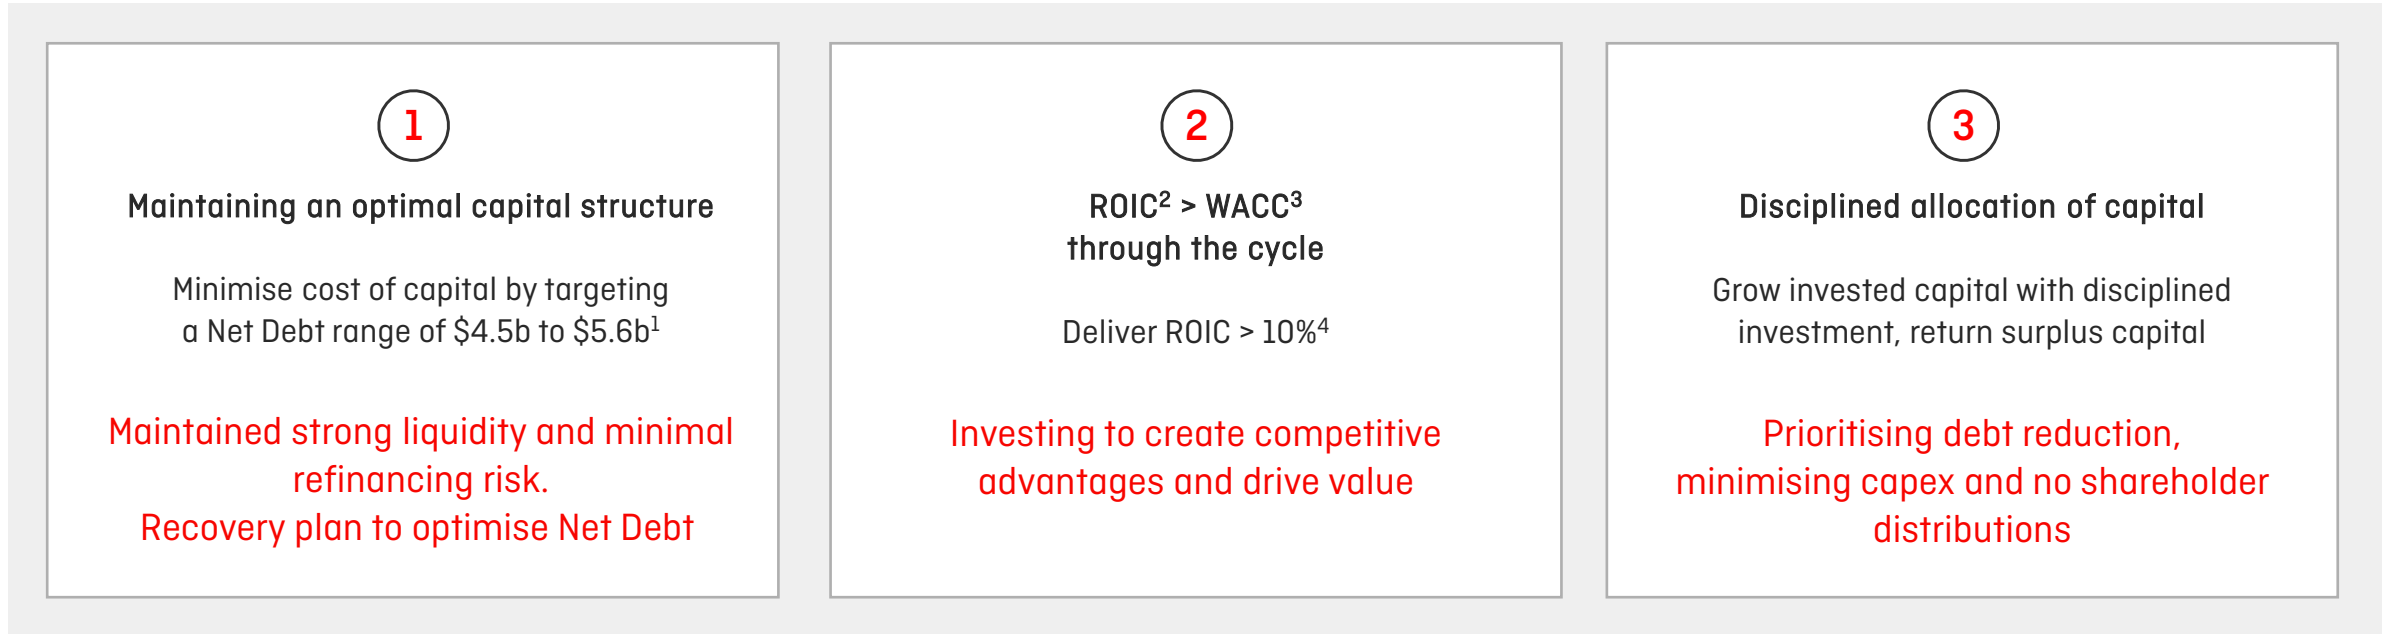 1
Maintaining an optimal capital structure
Minimise cost of capital by targeting
a Net Debt range of $4.5b to $5.6b¹
Maintained strong liquidity and minimal
refinancing risk.
Recovery plan to optimise Net Debt
2
ROIC² > WACC³
through the cycle
Deliver ROIC > 10%⁴
Investing to create competitive
advantages and drive value
3
Disciplined allocation of capital
Grow invested capital with disciplined
investment, return surplus capital
Prioritising debt reduction,
minimising capex and no shareholder
distributions